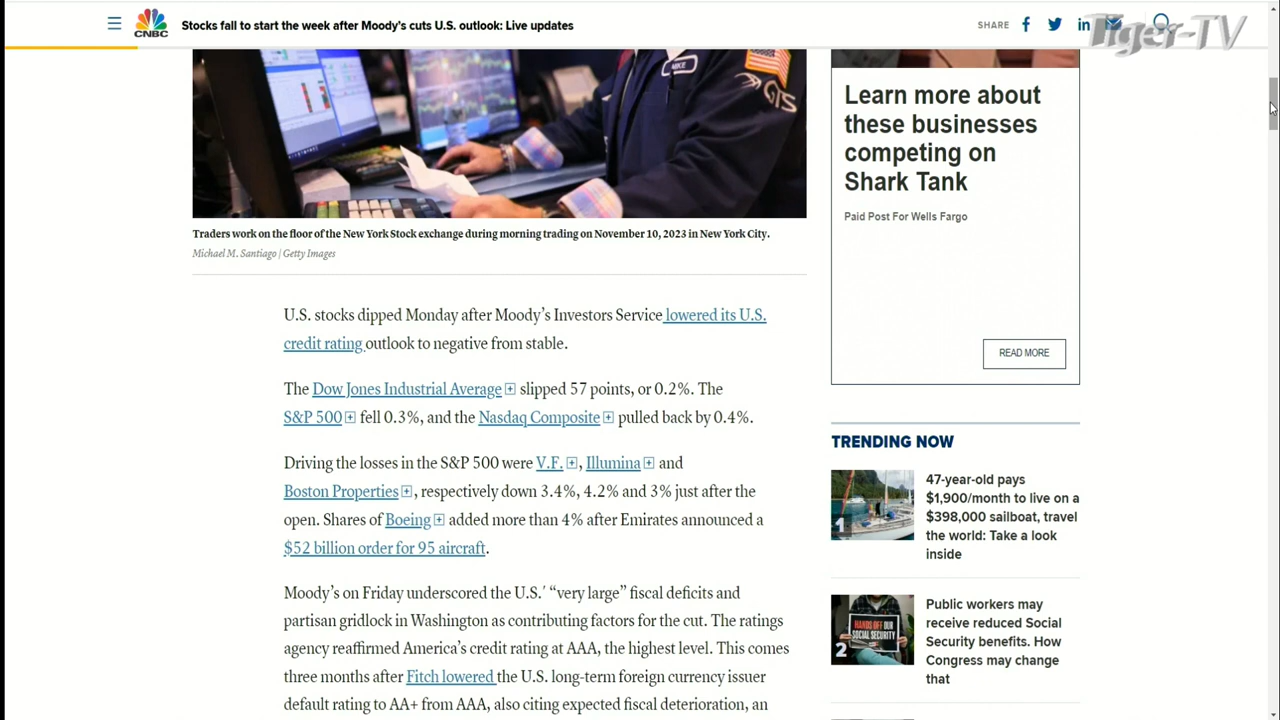 CNBC
Stocks fall to start the week after Moody's cuts U.S. outlook: Live updates
SHARE
Tiger-TV
MIKE
GTS
Traders work on the floor of the New York Stock exchange during morning trading on November 10, 2023 in New York City.
Michael M. Santiago | Getty Images
U.S. stocks dipped Monday after Moody's Investors Service lowered its U.S.
credit rating outlook to negative from stable.
The Dow Jones Industrial Average slipped 57 points, or 0.2%. The
S&P 500 fell 0.3%, and the Nasdaq Composite pulled back by 0.4%.
Driving the losses in the S&P 500 were V.F. , Illumina and
Boston Properties , respectively down 3.4%, 4.2% and 3% just after the
open. Shares of Boeing added more than 4% after Emirates announced a
$52 billion order for 95 aircraft.
Moody's on Friday underscored the U.S.′ “very large” fiscal deficits and
partisan gridlock in Washington as contributing factors for the cut. The ratings
agency reaffirmed America's credit rating at AAA, the highest level. This comes
three months after Fitch lowered the U.S. long-term foreign currency issuer
default rating to AA+ from AAA, also citing expected fiscal deterioration, an
Learn more about
these businesses
competing on
Shark Tank
Paid Post For Wells Fargo
READ MORE
TRENDING NOW
1
47-year-old pays
$1,900/month to live on a
$398,000 sailboat, travel
the world: Take a look
inside
HANDS OFF
OUR
SOCIAL SECURITY
2
Public workers may
receive reduced Social
Security benefits. How
Congress may change
that